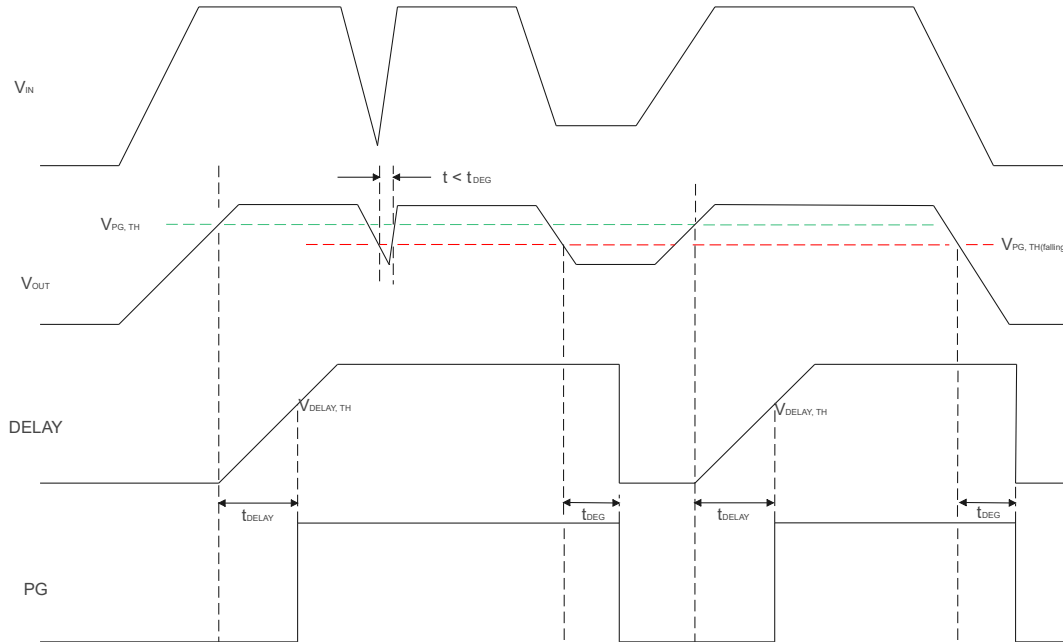 VIN
t < tDEG
VPG, TH
VPG, TH(falling
VOUT
VDELAY, TH
VDELAY, TH
DELAY
tDELAY
tDEG
tDELAY
tDEG
PG